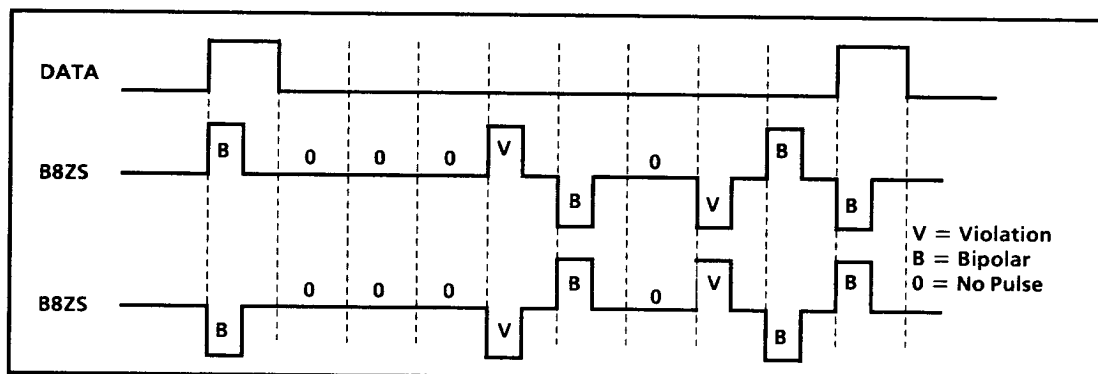 DATA
B8ZS B 0 0 0 V B 0 V B B
V = Violation
B = Bipolar
0 = No Pulse
B8ZS B 0 0 0 V B 0 V B B